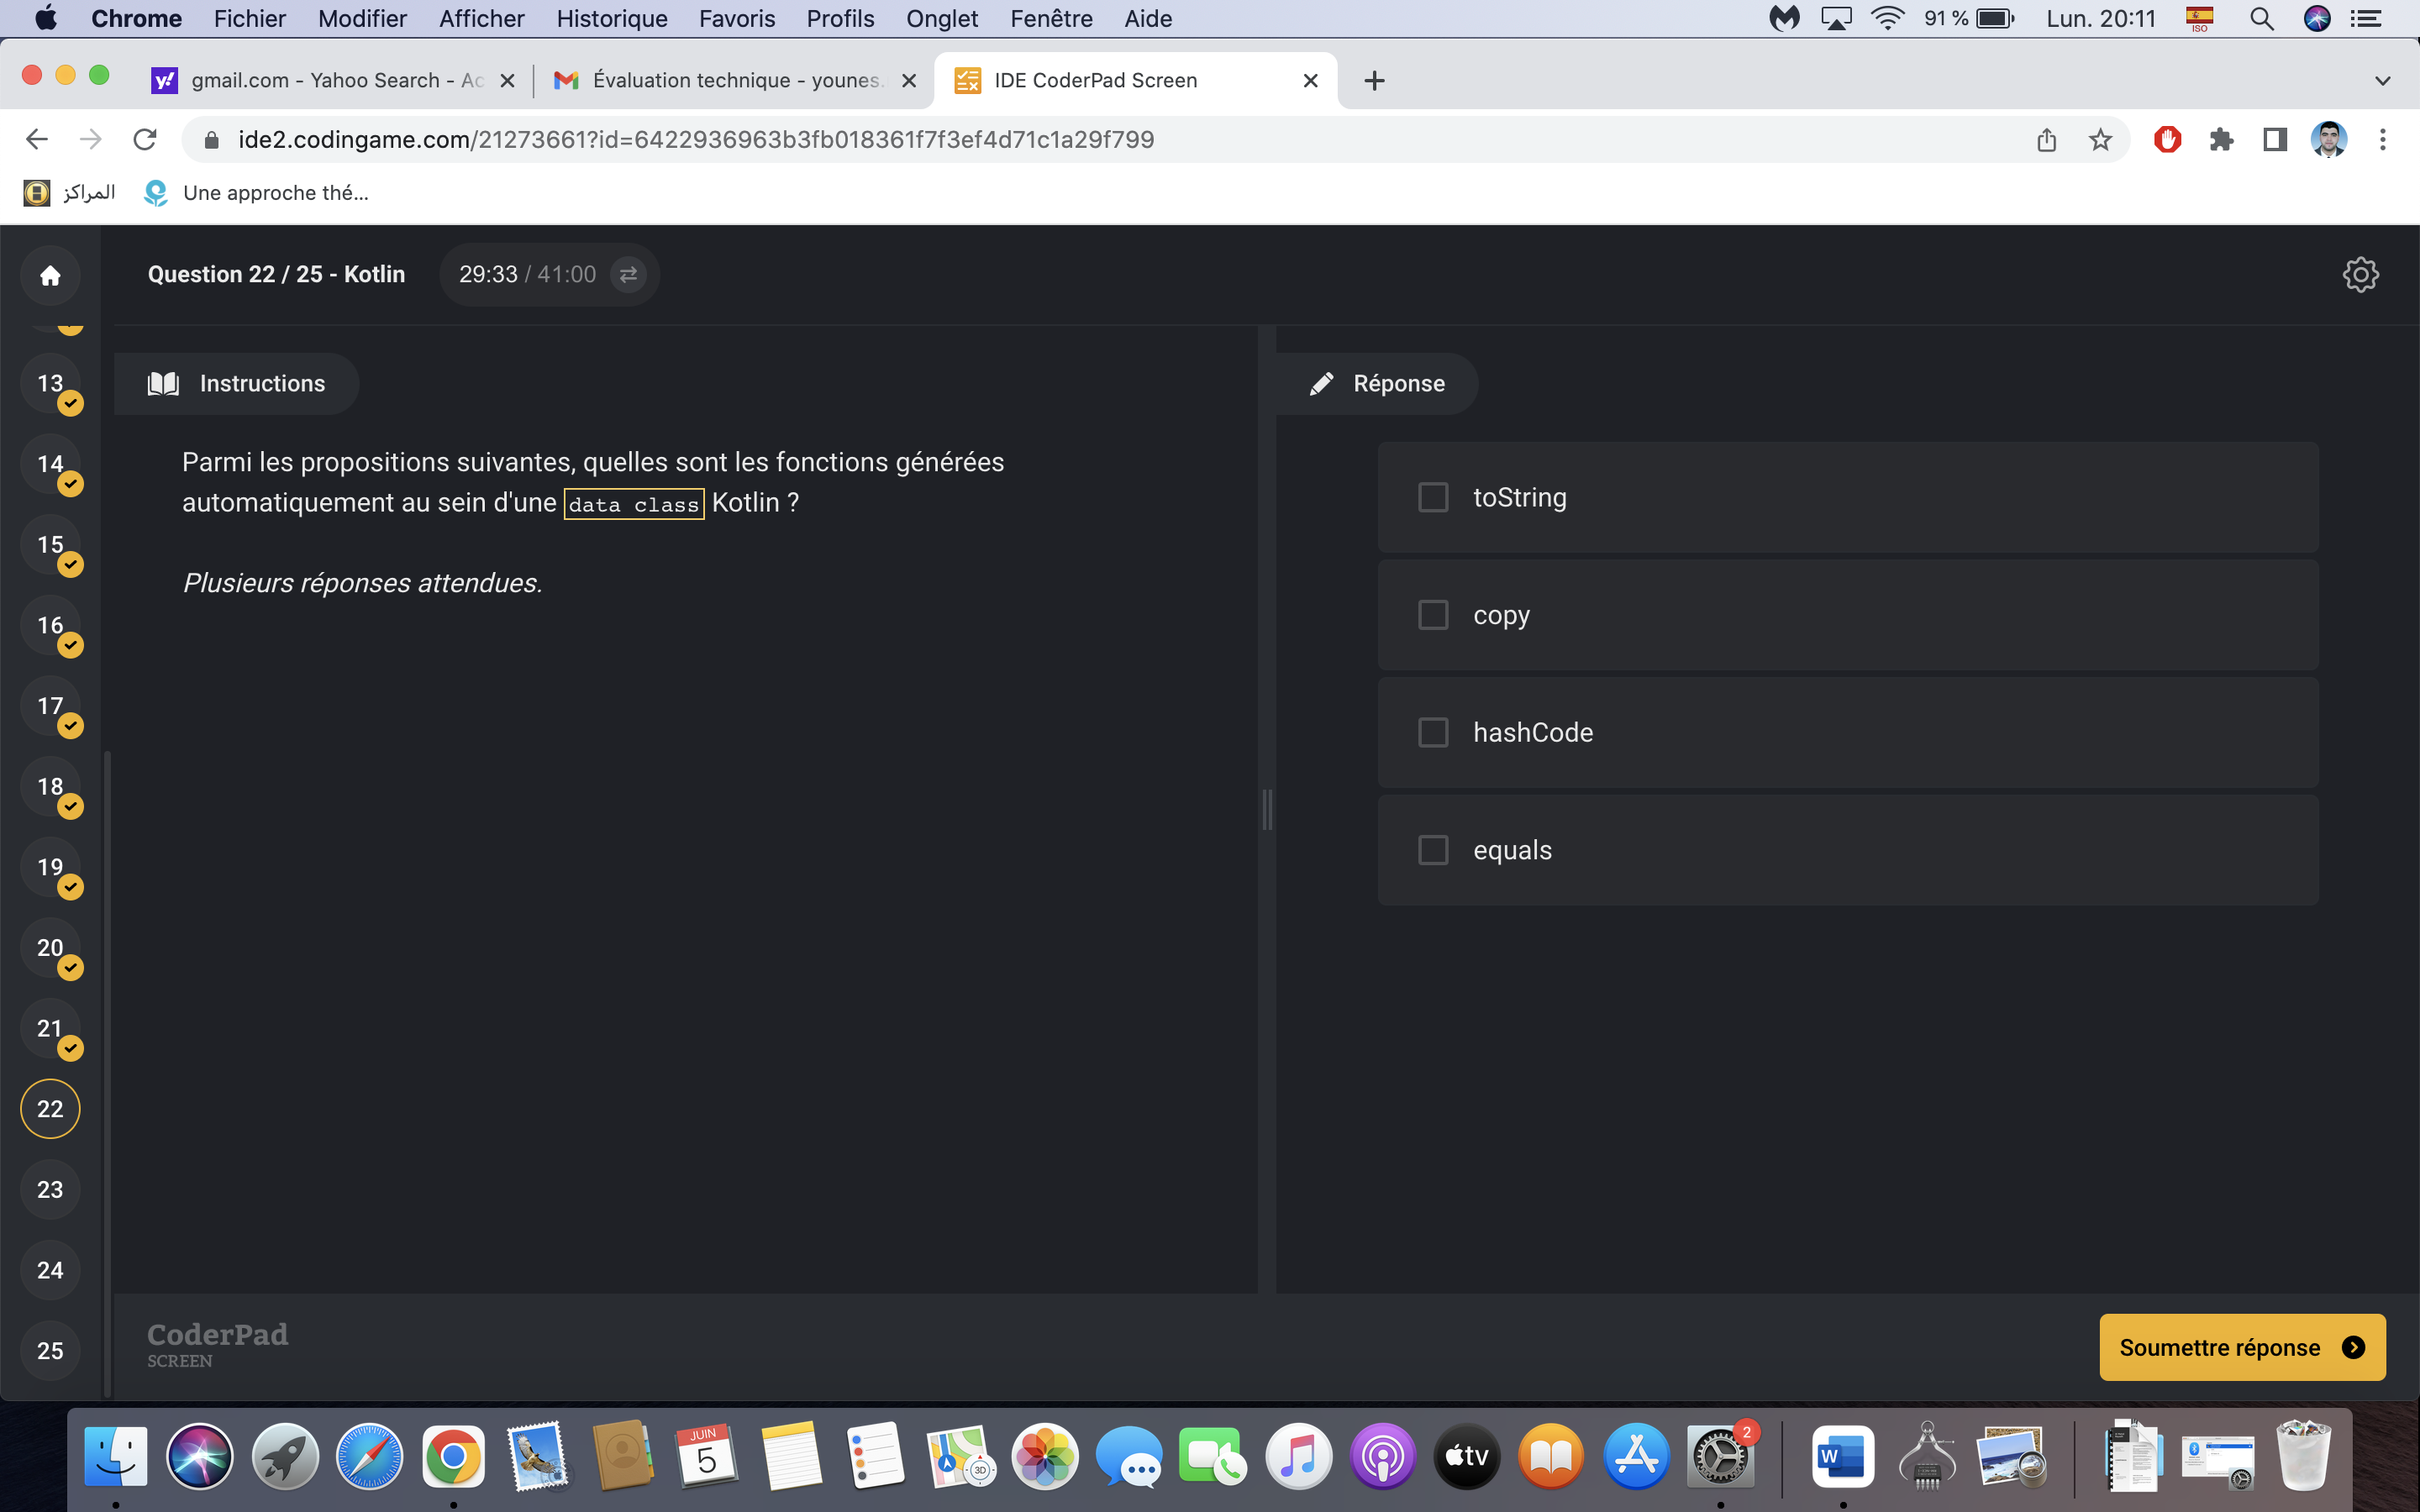 Chrome Fichier Modifier Afficher Historique Favoris Profils Onglet Fenêtre Aide 91 % Lun. 20:11
ISO
gmail.com - Yahoo Search - Ac
Évaluation technique - younes.
IDE CoderPad Screen
ide2.codingame.com/21273661?id=6422936963b3fb018361f7f3ef4d71c1a29f799
المراكز
Une approche thé...
Question 22 / 25 - Kotlin
29:33 / 41:00
13
14
15
16
17
18
19
20
21
22
23
24
25
Instructions
Parmi les propositions suivantes, quelles sont les fonctions générées
automatiquement au sein d'une data class Kotlin ?
Plusieurs réponses attendues.
Réponse
toString
copy
hashCode
equals
CoderPad
SCREEN
Soumettre réponse
JUIN
5
3D
tv
2
W